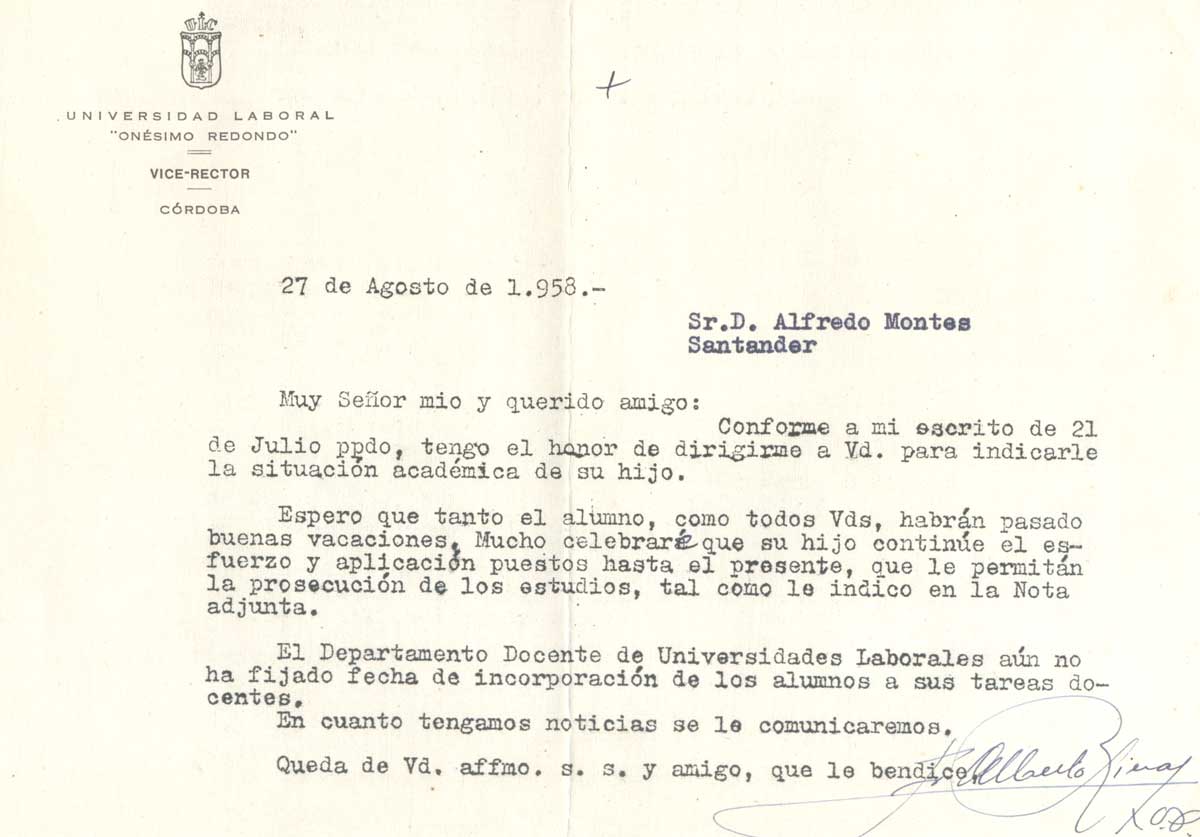 ULC
UNIVERSIDAD LABORAL
"ONÉSIMO REDONDO"
VICE-RECTOR
CÓRDOBA
27 de Agosto de 1.958.-
Sr.D. Alfredo Montes
Santander
Muy Señor mio y querido amigo:
Conforme a mi escrito de 21
de Julio ppdo, tengo el honor de dirigirme a Vd. para indicarle
la situación académica de su hijo.
Espero que tanto el alumno, como todos Vds, habrán pasado
buenas vacaciones. Mucho celebraré que su hijo continúe el es-
fuerzo y aplicación puestos hasta el presente, que le permitán
la prosecución de los estudios, tal como le indico en la Nota
adjunta.
El Departamento Docente de Universidades Laborales aún no
ha fijado fecha de incorporación de los alumnos a sus tareas do-
centes.
En cuanto tengamos noticias se le comunicaremos.
Queda de Vd. affmo. s. s. y amigo, que le bendice.
Fr. Alberto Riera
O.P.